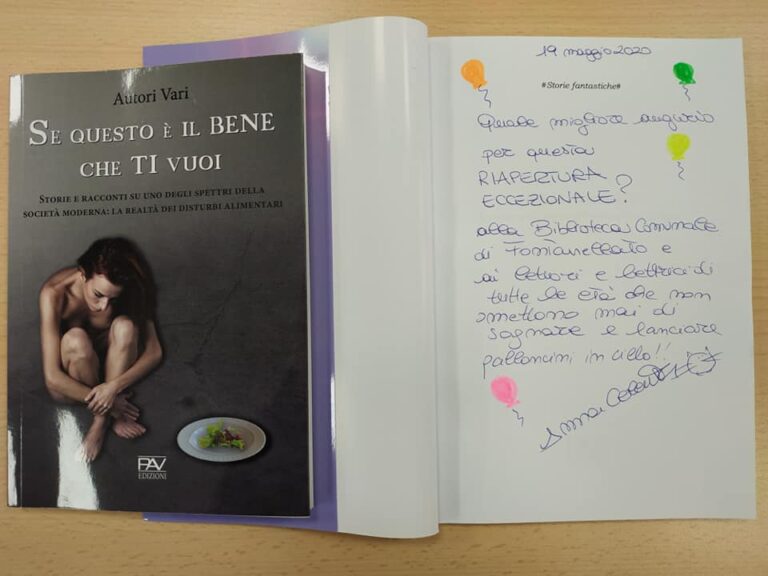 Autori Vari
SE QUESTO È IL BENE
CHE TI VUOI
STORIE E RACCONTI SU UNO DEGLI SPETTRI DELLA
SOCIETÀ MODERNA: LA REALTÀ DEI DISTURBI ALIMENTARI
PAV
EDIZIONI
19 maggio 2020
#Storie fantastiche#
Quale migliore augurio
per questa
RIAPERTURA
ECCEZIONALE?
alla Biblioteca Comunale
di Fontanellato e
ai lettori e lettrici di
tutte le età che non
smettono mai di
sognare e lanciare
palloncini in cielo!!
Anna